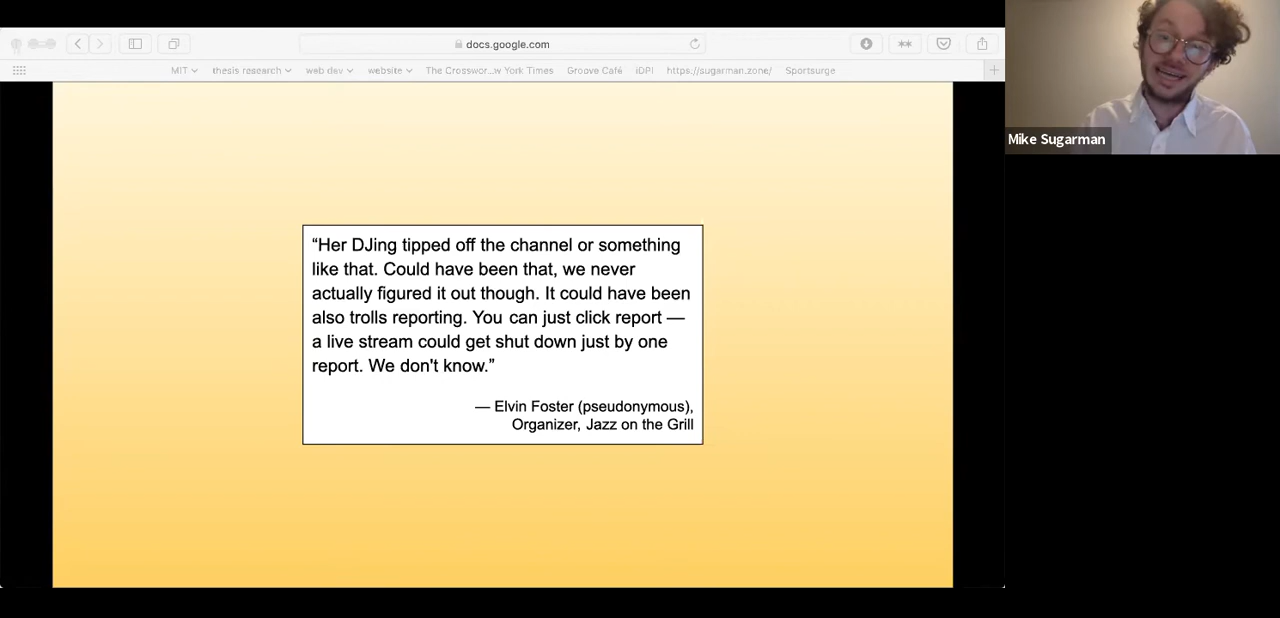 docs.google.com
MIT
thesis research
web dev
website
The Crosswor...w York Times
Groove Café
iDPI
https://sugarman.zone/
Sportsurge
Mike Sugarman
“Her DJing tipped off the channel or something
like that. Could have been that, we never
actually figured it out though. It could have been
also trolls reporting. You can just click report —
a live stream could get shut down just by one
report. We don't know.”
— Elvin Foster (pseudonymous),
Organizer, Jazz on the Grill